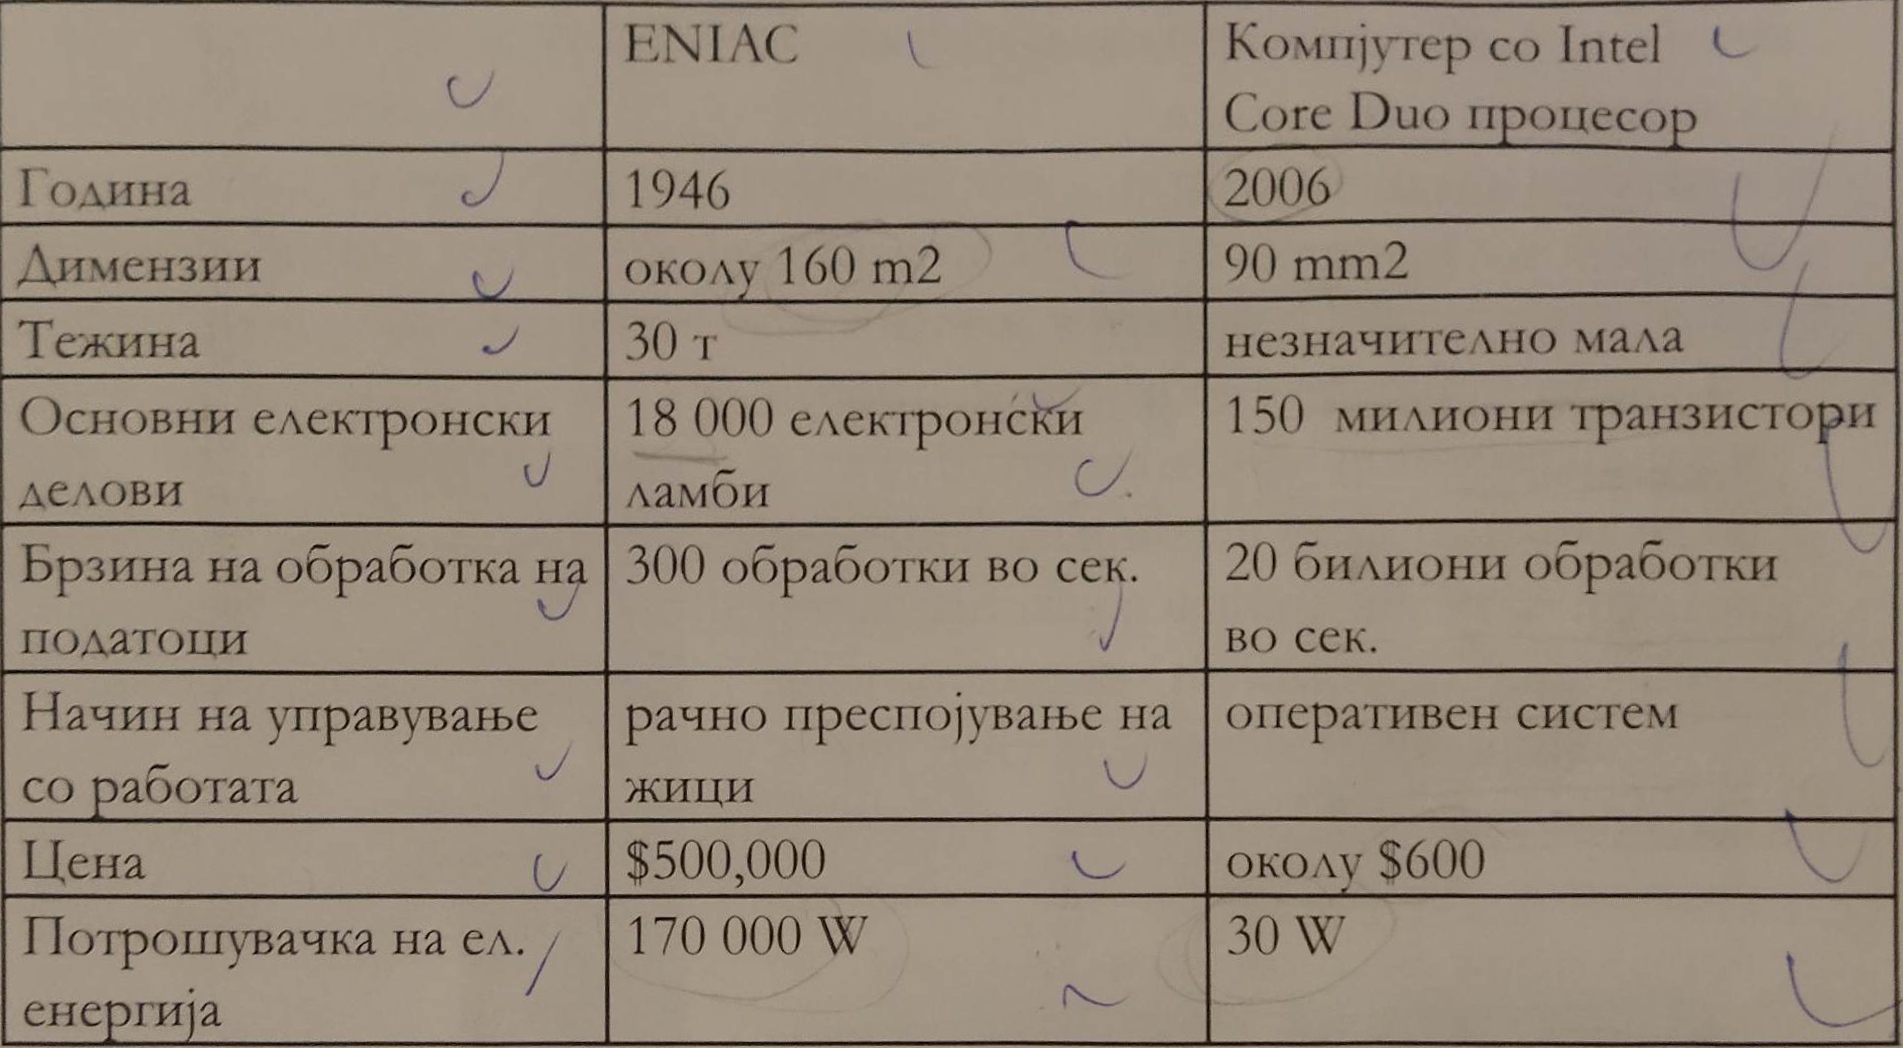 ENIAC
Компјутер со Intel
Core Duo процесор
Година
1946
2006
Димензии
околу 160 m2
90 mm2
Тежина
30 т
незначително мала
Основни електронски
делови
18 000 електронски
ламби
150 милиони транзистори
Брзина на обработка на
податоци
300 обработки во сек.
20 билиони обработки
во сек.
Начин на управување
со работата
рачно преспојување на
жици
оперативен систем
Цена
$500,000
околу $600
Потрошувачка на ел.
енергија
170 000 W
30 W